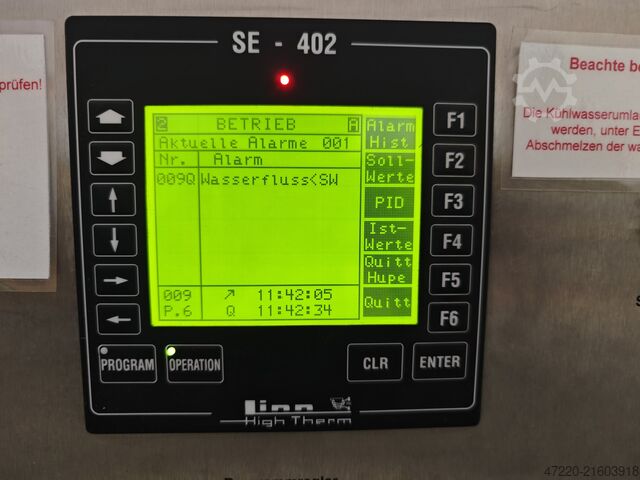 prüfen!
SE - 402
Beachte be
Die Kühlwasserumla
werden, unter E
Abschmelzen der wa
2 BETRIEB A
Aktuelle Alarme 001
Nr. Alarm
009Q Wasserfluss<SW
009 ↗ 11:42:05
P.6 Q 11:42:34
Alarm
Hist
Soll-
Werte
PID
Ist-
Werte
Quitt
Hupe
Quitt
F1
F2
F3
F4
F5
F6
PROGRAM
OPERATION
CLR
ENTER
Linn
High Therm
47220-21603918